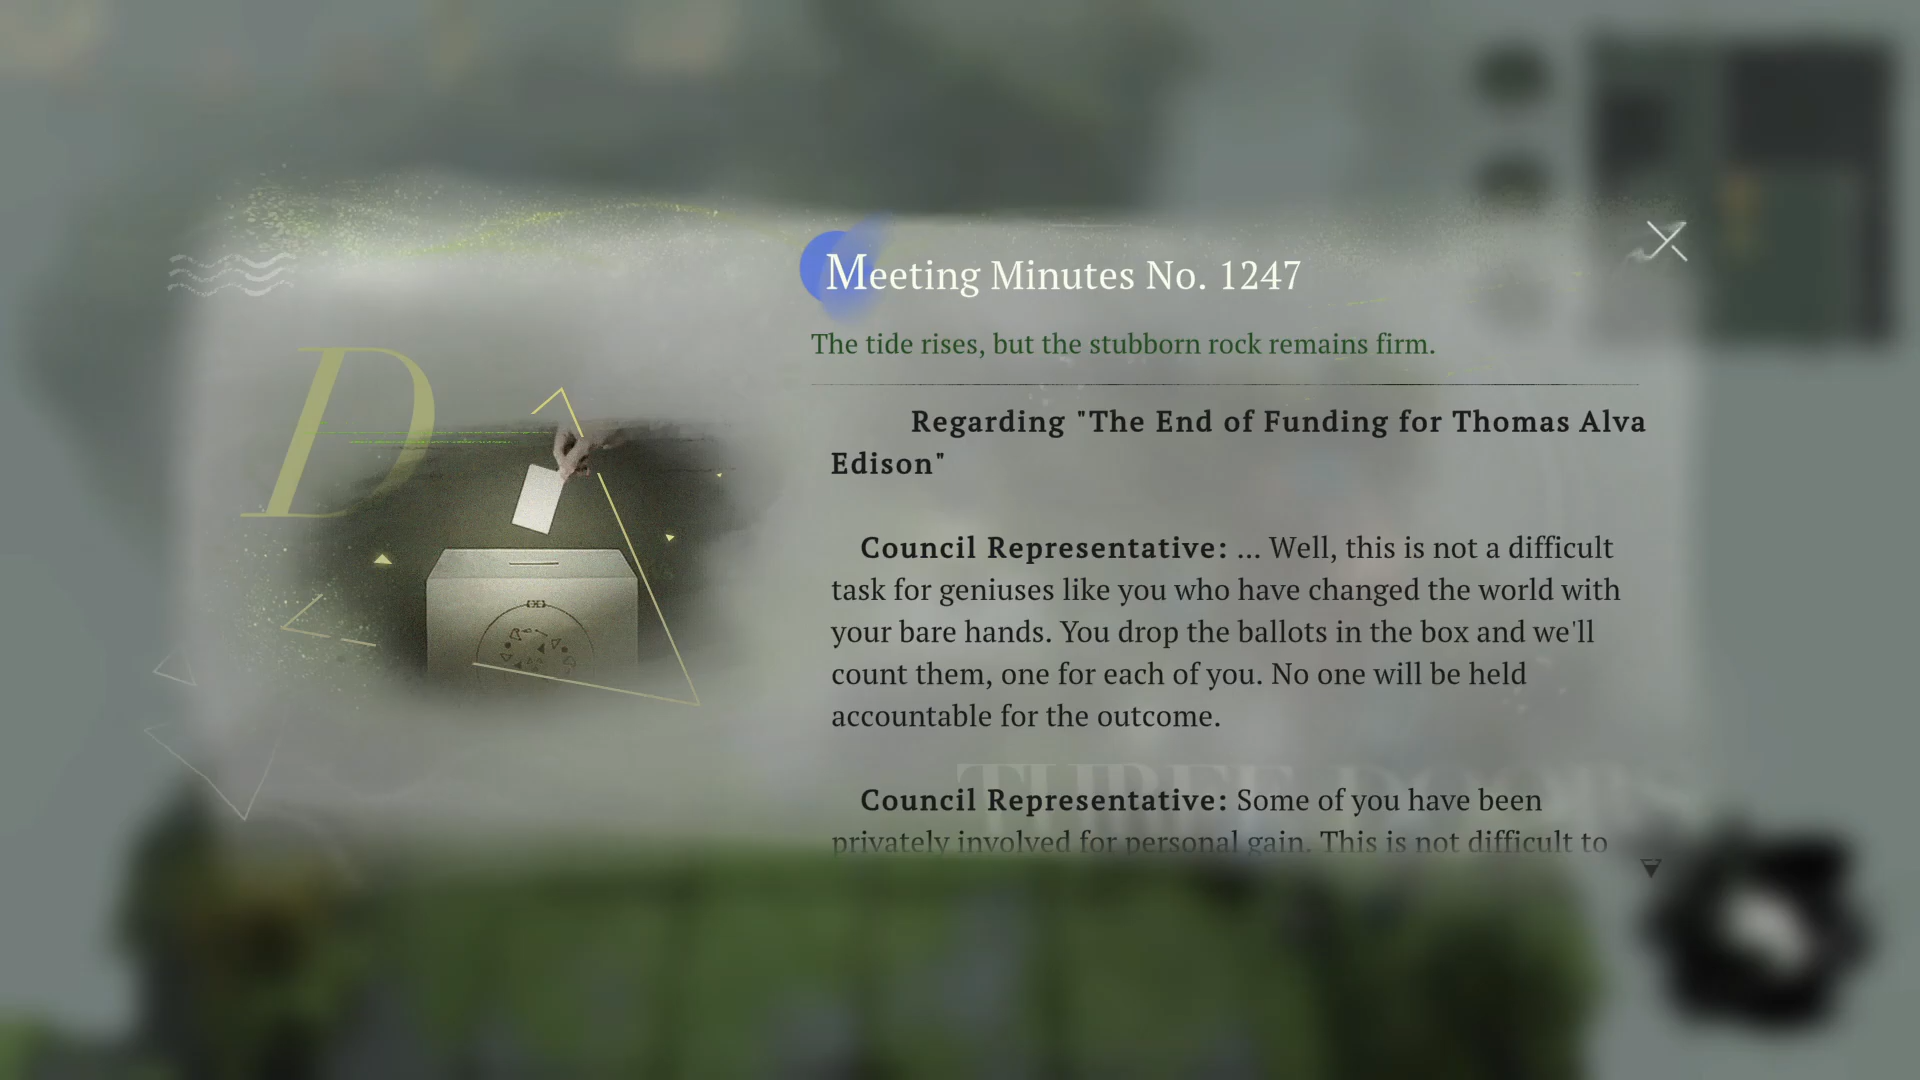 D
Meeting Minutes No. 1247
The tide rises, but the stubborn rock remains firm.
Regarding "The End of Funding for Thomas Alva
Edison"
Council Representative: ... Well, this is not a difficult
task for geniuses like you who have changed the world with
your bare hands. You drop the ballots in the box and we'll
count them, one for each of you. No one will be held
accountable for the outcome.
THREE DOORS
Council Representative: Some of you have been
privately involved for personal gain. This is not difficult to